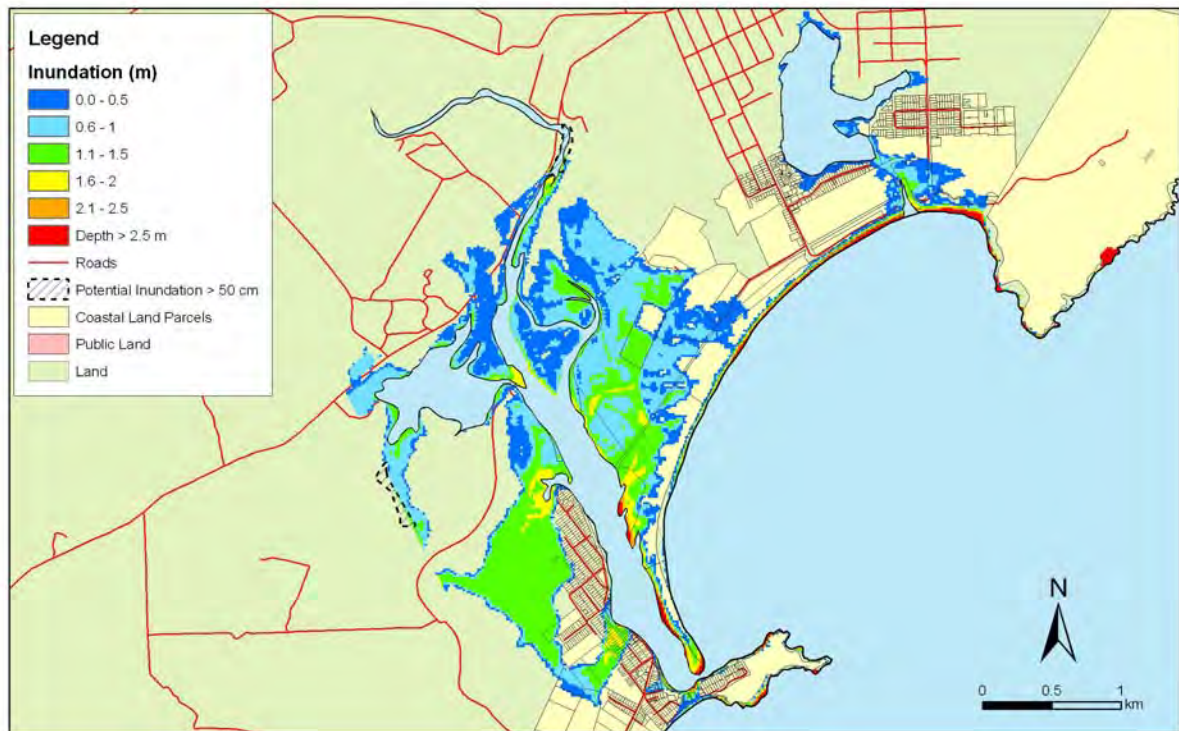 Legend
Inundation (m)
0.0 - 0.5
0.6 - 1
1.1 - 1.5
1.6 - 2
2.1 - 2.5
Depth > 2.5 m
Roads
Potential Inundation > 50 cm
Coastal Land Parcels
Public Land
Land
N
0 0.5 1
km